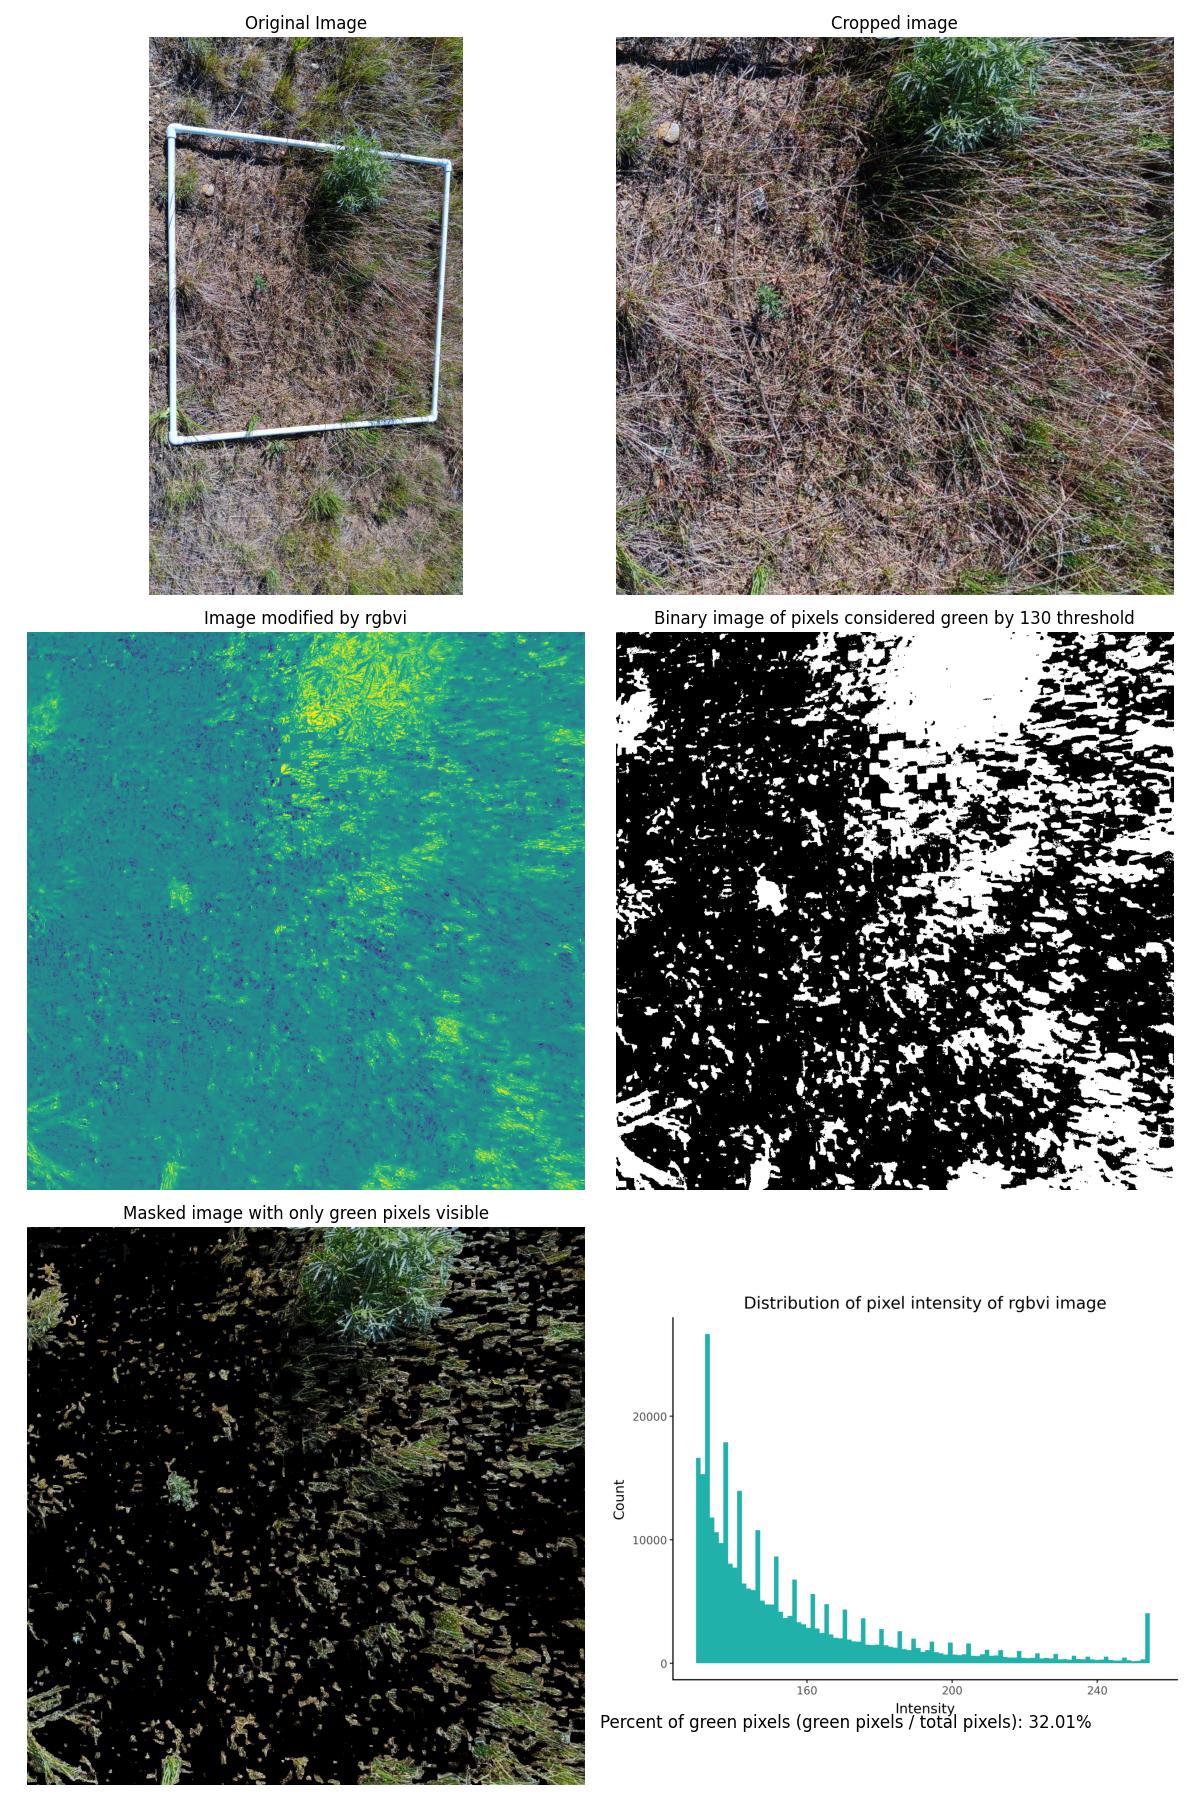 Original Image
Cropped image
Image modified by rgbvi
Binary image of pixels considered green by 130 threshold
Masked image with only green pixels visible
Distribution of pixel intensity of rgbvi image
Count
20000
10000
0
160
200
240
Intensity
Percent of green pixels (green pixels / total pixels): 32.01%